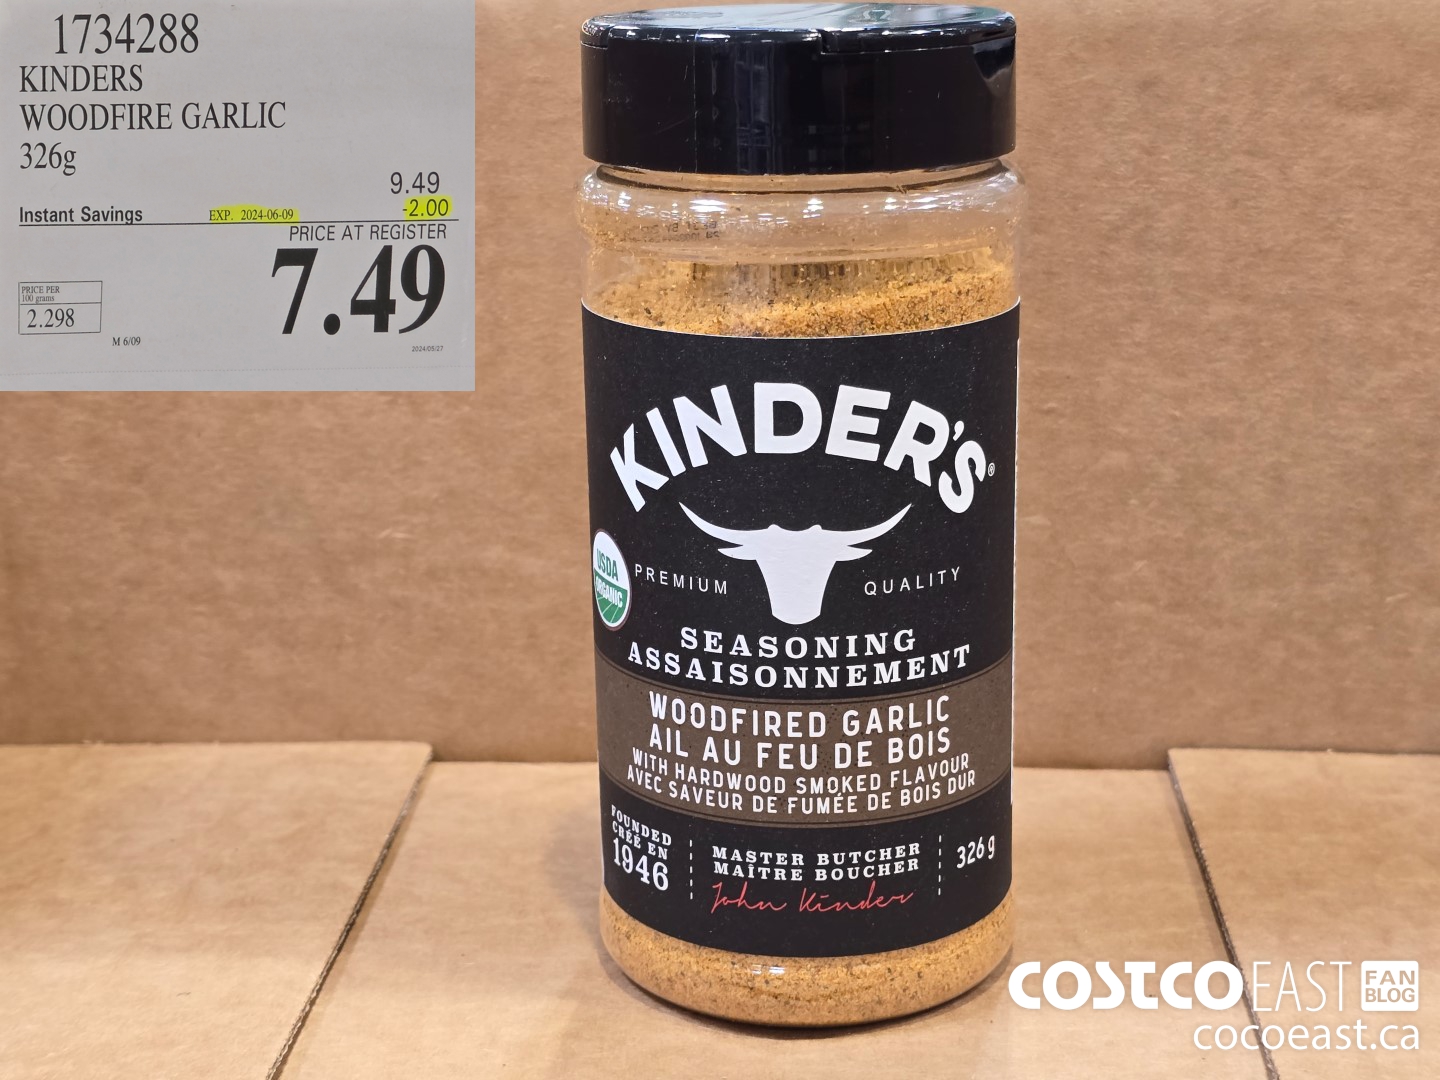 1734288
KINDERS
WOODFIRE GARLIC
326g
9.49
Instant Savings EXP. 2024-06-09 -2.00
PRICE AT REGISTER
7.49
PRICE PER
100 grams
2.298
M 6/09
2024/05/27
KINDER'S®
USDA
ORGANIC
PREMIUM QUALITY
SEASONING
ASSAISONNEMENT
WOODFIRED GARLIC
AIL AU FEU DE BOIS
WITH HARDWOOD SMOKED FLAVOUR
AVEC SAVEUR DE FUMÉE DE BOIS DUR
FOUNDED
CRÉÉ EN
1946
MASTER BUTCHER
MAÎTRE BOUCHER
John Kinder
326 g
COSTCO EAST FAN BLOG
cocoeast.ca